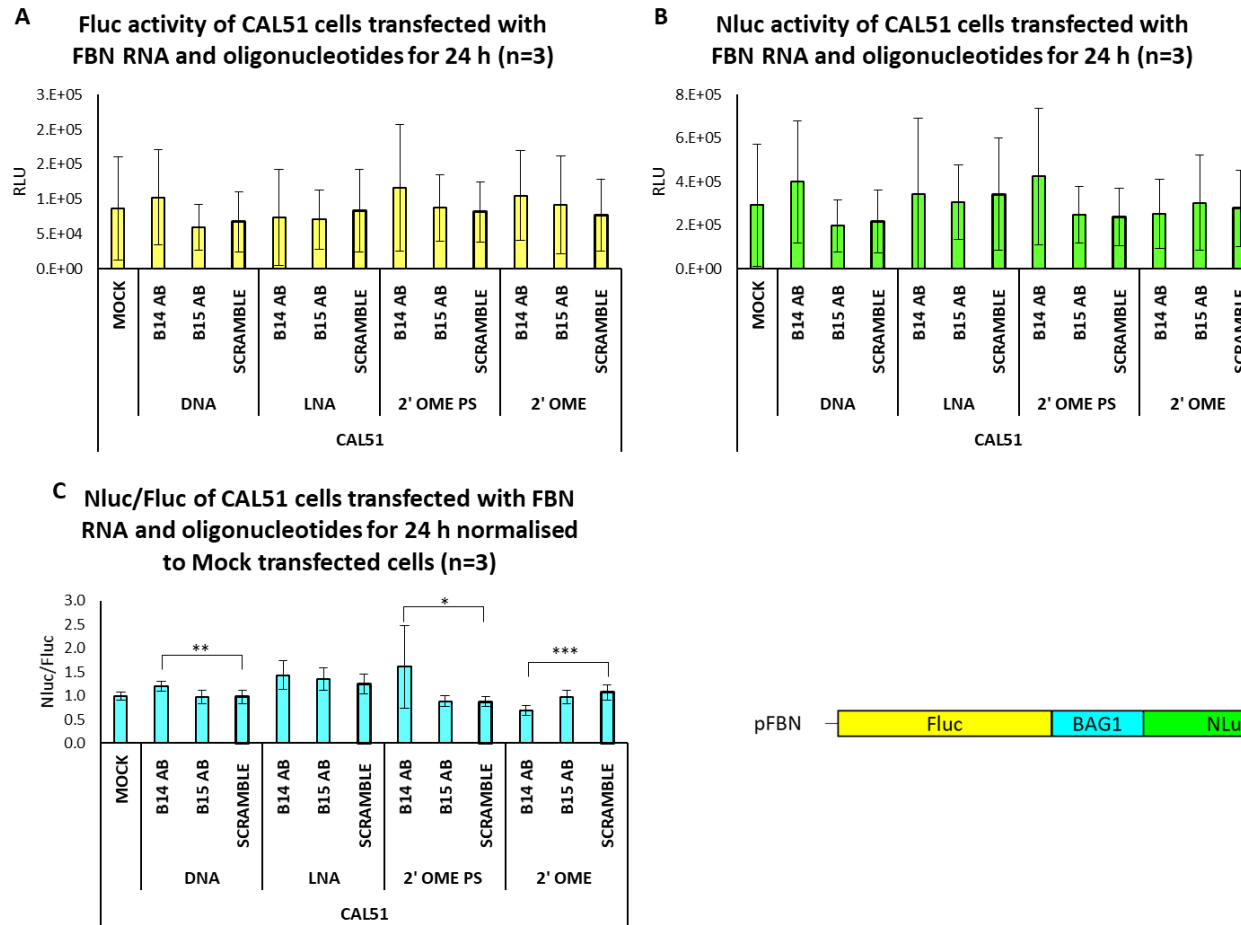 A
Fluc activity of CAL51 cells transfected with
FBN RNA and oligonucleotides for 24 h (n=3)
3.E+05
2.E+05
2.E+05
1.E+05
5.E+04
0.E+00
RLU
MOCK
B14 AB
B15 AB
SCRAMBLE
B14 AB
B15 AB
SCRAMBLE
B14 AB
B15 AB
SCRAMBLE
B14 AB
B15 AB
SCRAMBLE
DNA
LNA
2' OME PS
2' OME
CAL51
B
Nluc activity of CAL51 cells transfected with
FBN RNA and oligonucleotides for 24 h (n=3)
8.E+05
6.E+05
4.E+05
2.E+05
0.E+00
RLU
MOCK
B14 AB
B15 AB
SCRAMBLE
B14 AB
B15 AB
SCRAMBLE
B14 AB
B15 AB
SCRAMBLE
B14 AB
B15 AB
SCRAMBLE
DNA
LNA
2' OME PS
2' OME
CAL51
C
Nluc/Fluc of CAL51 cells transfected with FBN
RNA and oligonucleotides for 24 h normalised
to Mock transfected cells (n=3)
3.0
2.5
2.0
1.5
1.0
0.5
0.0
Nluc/Fluc
**
*
***
MOCK
B14 AB
B15 AB
SCRAMBLE
B14 AB
B15 AB
SCRAMBLE
B14 AB
B15 AB
SCRAMBLE
B14 AB
B15 AB
SCRAMBLE
DNA
LNA
2' OME PS
2' OME
CAL51
pFBN
Fluc
BAG1
NLu